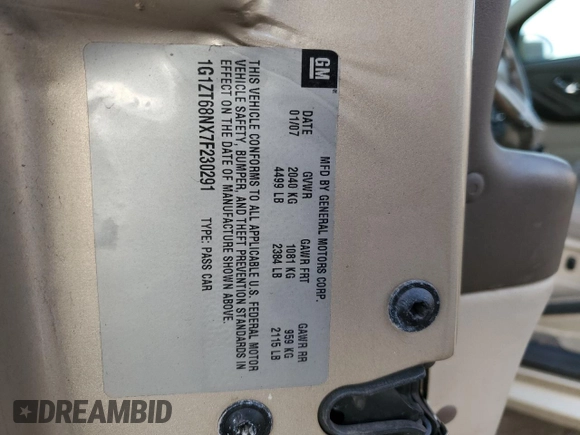 GM
MFD BY GENERAL MOTORS CORP.
DATE GVWR GAWR FRT GAWR RR
01/07 2040 KG 1081 KG 959 KG
4499 LB 2384 LB 2115 LB
THIS VEHICLE CONFORMS TO ALL APPLICABLE U.S. FEDERAL MOTOR
VEHICLE SAFETY, BUMPER, AND THEFT PREVENTION STANDARDS IN
EFFECT ON THE DATE OF MANUFACTURE SHOWN ABOVE.
1G1ZT68NX7F230291 TYPE: PASS CAR
DREAMBID